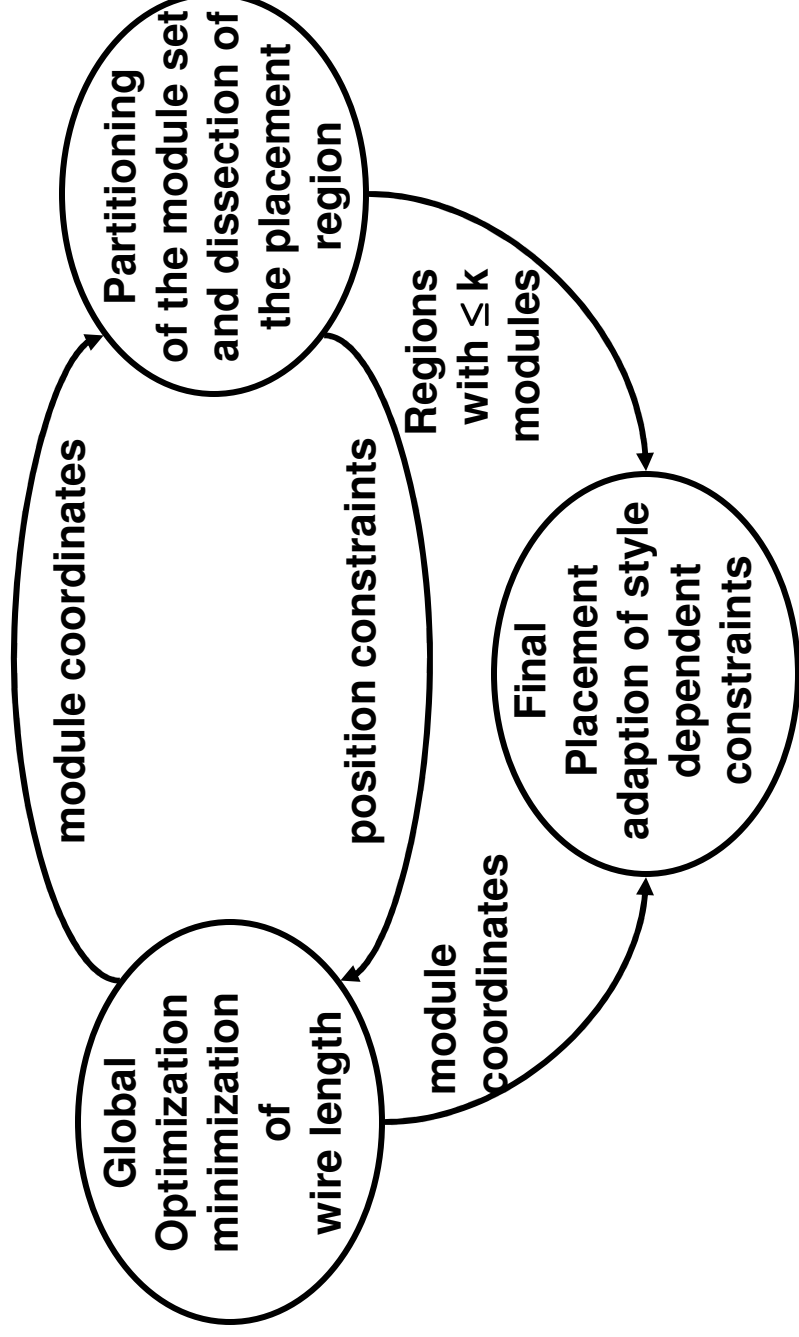 Global
Optimization
minimization
of
wire length
module coordinates
position constraints
Partitioning
of the module set
and dissection of
the placement
region
module
coordinates
Regions
with ≤ k
modules
Final
Placement
adaption of style
dependent
constraints